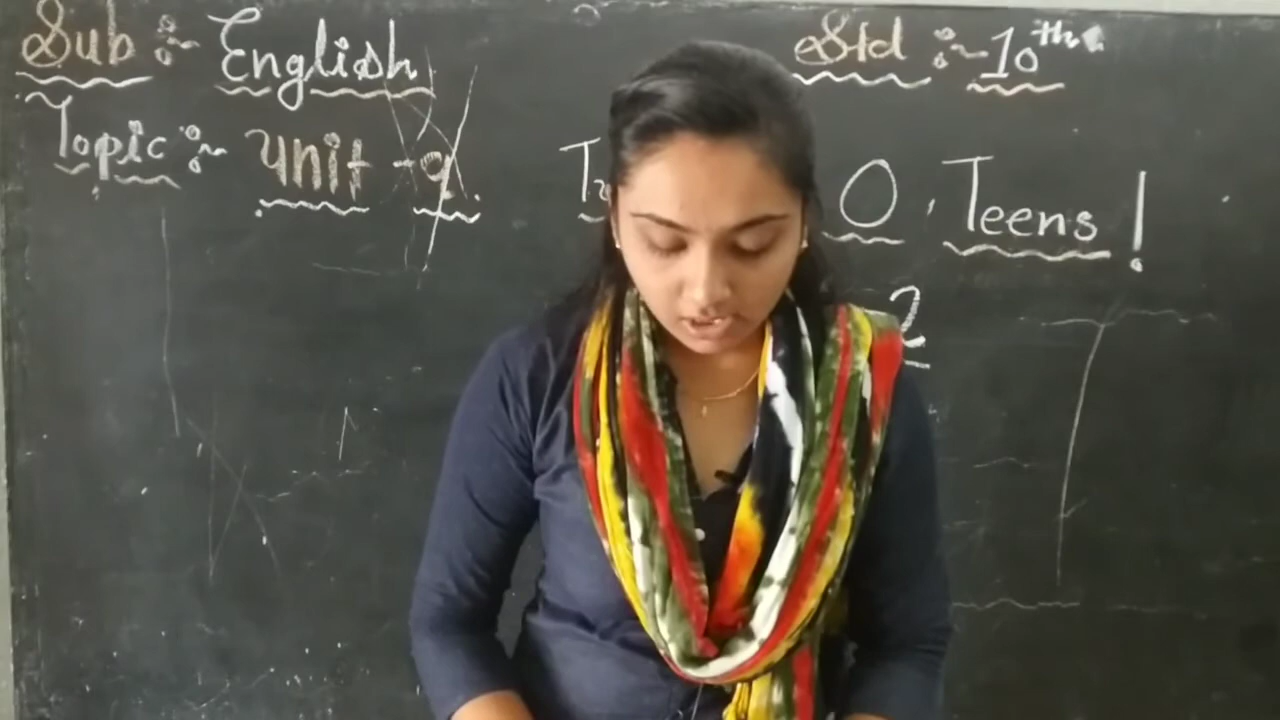 Sub :~ English
Std :~ 10th
Topic :~ Unit - 9.
O, Teens!
2